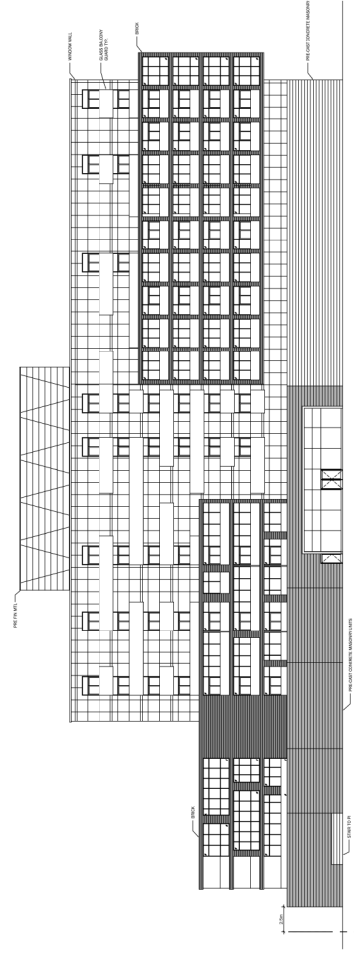 WINDOW WALL
GLASS BALCONY
GUARD TYP.
BRICK
PRE CAST CONCRETE MASONRY
PRE FIN MTL
BRICK
PRE-CAST CONCRETE MASONRY UNITS
STAIR TO P1